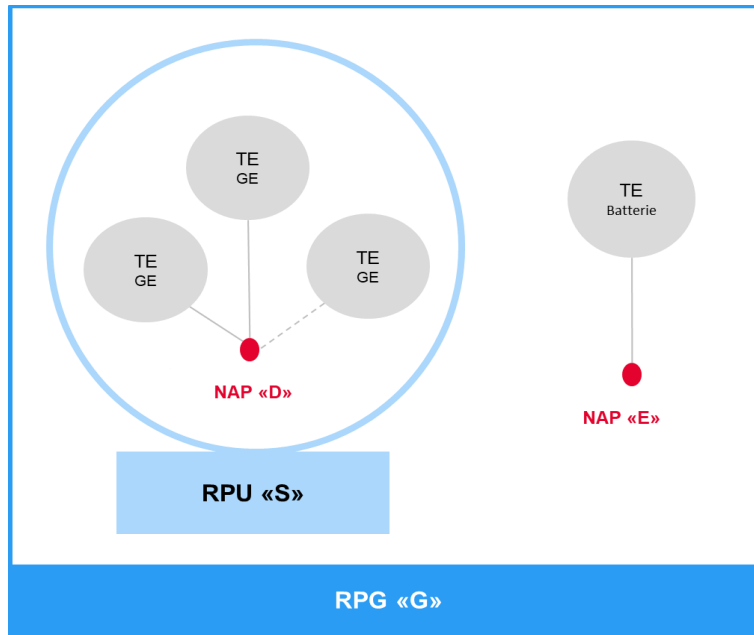 TE
GE
TE
GE
TE
GE
NAP «D»
RPU «S»
TE
Batterie
NAP «E»
RPG «G»